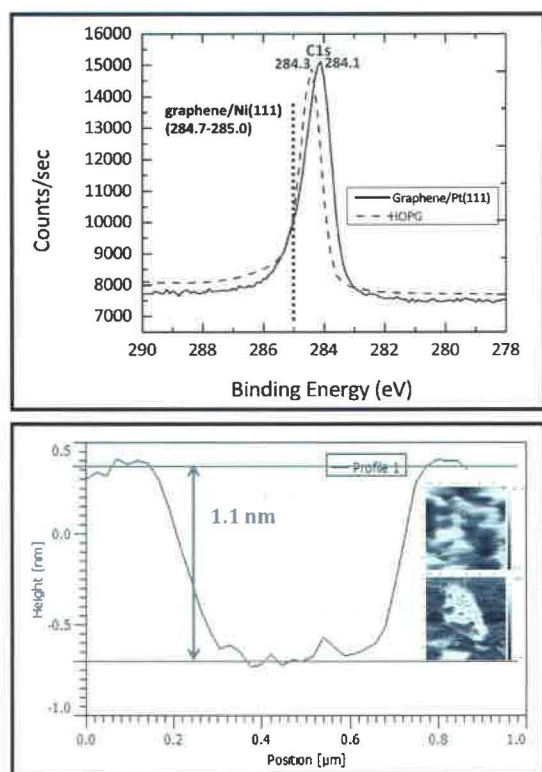 16000
15000
14000
13000
12000
11000
10000
9000
8000
7000
Counts/sec
C1s
284.3 284.1
graphene/Ni(111)
(284.7-285.0)
Graphene/Pt(111)
HOPG
290 288 286 284 282 280 278
Binding Energy (eV)
0.5
0.0
-0.5
-1.0
Height [nm]
Profile 1
1.1 nm
0.0 0.2 0.4 0.6 0.8 1.0
Position [µm]